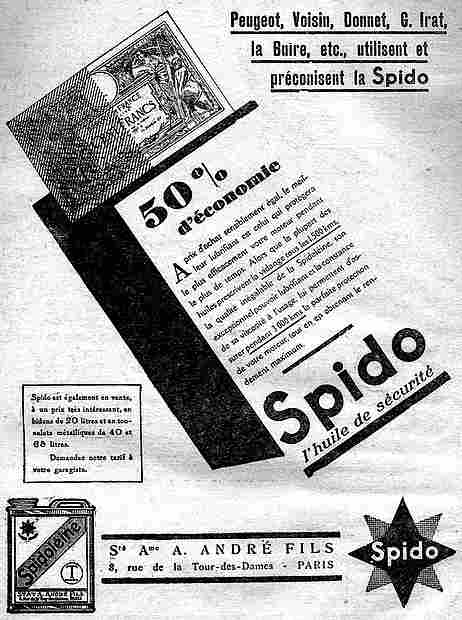 Peugeot, Voisin, Donnet, G. Irat,
la Buire, etc., utilisent et
préconisent la Spido
FRANCS
50%
d'économie
A prix d'achat sensiblement égal, le meil-
leur lubrifiant est celui qui protégera
le plus efficacement votre moteur pendant
le plus de temps. Alors que la plupart des
huiles prescrivent la vidange tous les 1.500 kms,
la qualité inégalable de la Spidoléine, son
exceptionnel pouvoir lubrifiant et la constance
de sa viscosité à l'usage lui permettent d'as-
surer pendant 3.000 kms la parfaite protection
de votre moteur, tout en en obtenant le ren-
dement maximum.
Spido
l'huile de sécurité
Spido est également en vente,
à un prix très intéressant, en
bidons de 20 litres et en ton-
nelets métalliques de 40 et
68 litres.
Demandez notre tarif à
votre garagiste.
Spidoléine
Sté Ame A. ANDRÉ FILS
8, rue de la Tour-des-Dames - PARIS
Spido